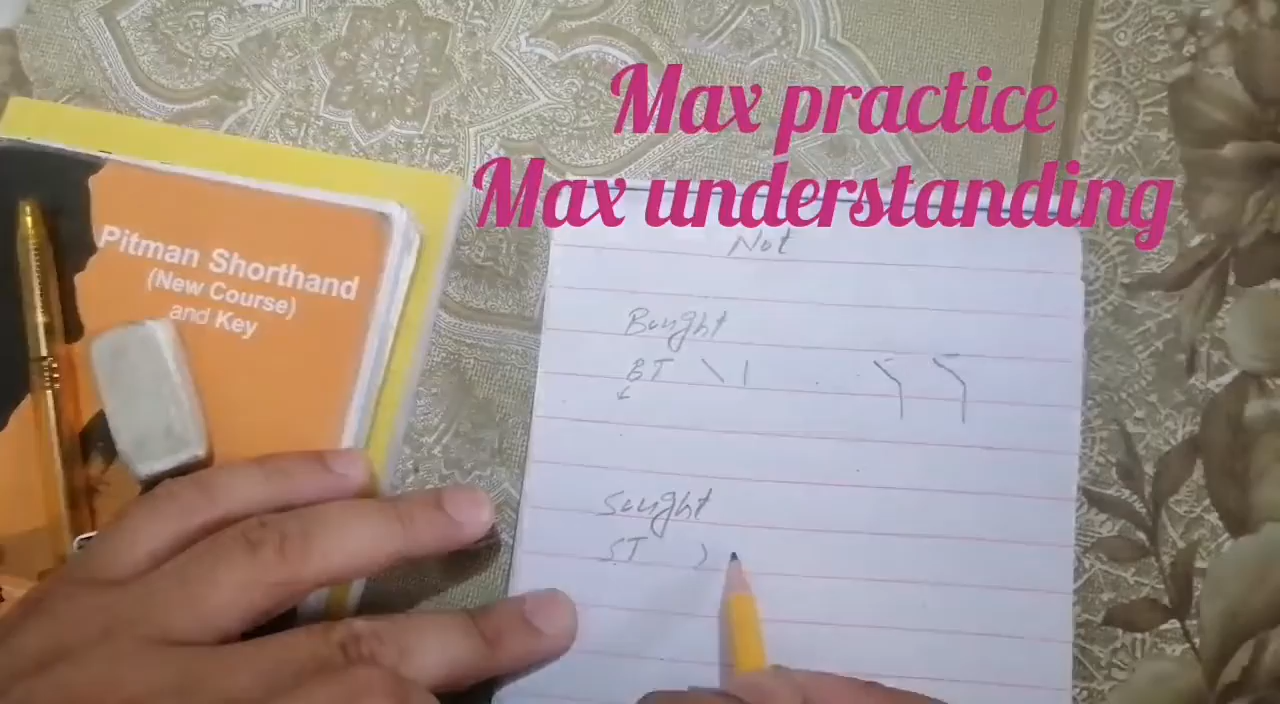 Max practice
Max understanding
Pitman Shorthand
(New Course)
and Key
Not
Bought
BT
Sought
ST